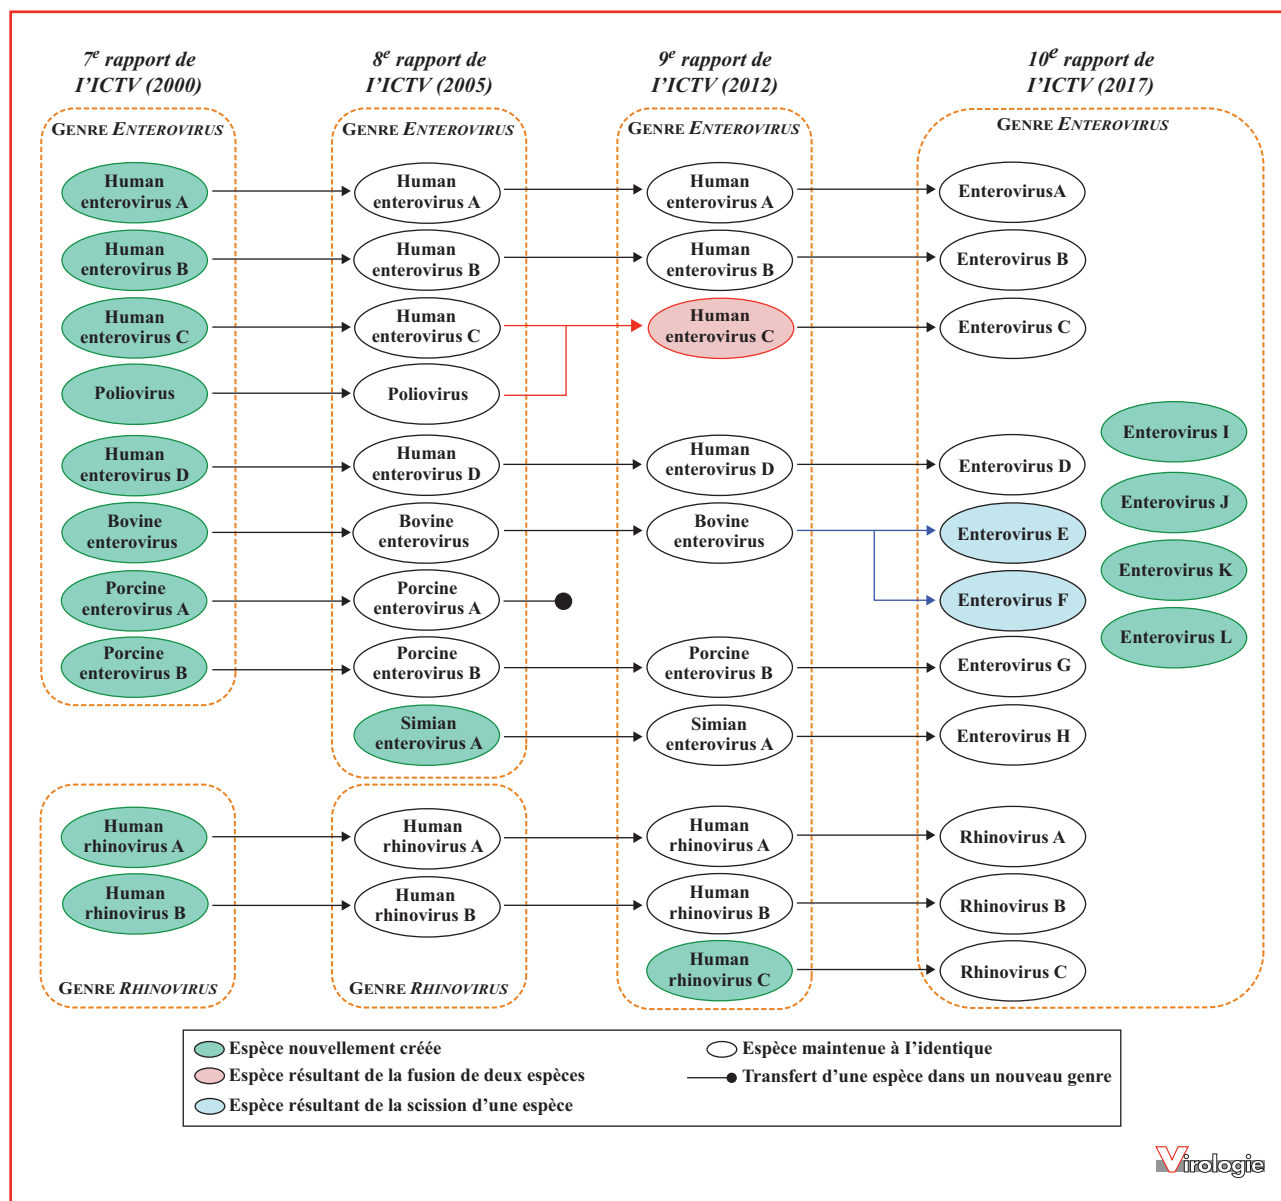 7e rapport de
l'ICTV (2000)
8e rapport de
l'ICTV (2005)
9e rapport de
l'ICTV (2012)
10e rapport de
l'ICTV (2017)
GENRE ENTEROVIRUS
GENRE ENTEROVIRUS
GENRE ENTEROVIRUS
GENRE ENTEROVIRUS
Human
enterovirus A
Human
enterovirus A
Human
enterovirus A
EnterovirusA
Human
enterovirus B
Human
enterovirus B
Human
enterovirus B
Enterovirus B
Human
enterovirus C
Human
enterovirus C
Human
enterovirus C
Enterovirus C
Poliovirus
Poliovirus
Enterovirus I
Human
enterovirus D
Human
enterovirus D
Human
enterovirus D
Enterovirus D
Enterovirus J
Bovine
enterovirus
Bovine
enterovirus
Bovine
enterovirus
Enterovirus E
Enterovirus K
Porcine
enterovirus A
Porcine
enterovirus A
Enterovirus F
Enterovirus L
Porcine
enterovirus B
Porcine
enterovirus B
Porcine
enterovirus B
Enterovirus G
Simian
enterovirus A
Simian
enterovirus A
Enterovirus H
Human
rhinovirus A
Human
rhinovirus A
Human
rhinovirus A
Rhinovirus A
Human
rhinovirus B
Human
rhinovirus B
Human
rhinovirus B
Rhinovirus B
Human
rhinovirus C
Rhinovirus C
GENRE RHINOVIRUS
GENRE RHINOVIRUS
Espèce nouvellement créée
Espèce résultant de la fusion de deux espèces
Espèce résultant de la scission d'une espèce
Espèce maintenue à l'identique
Transfert d'une espèce dans un nouveau genre
Virologie